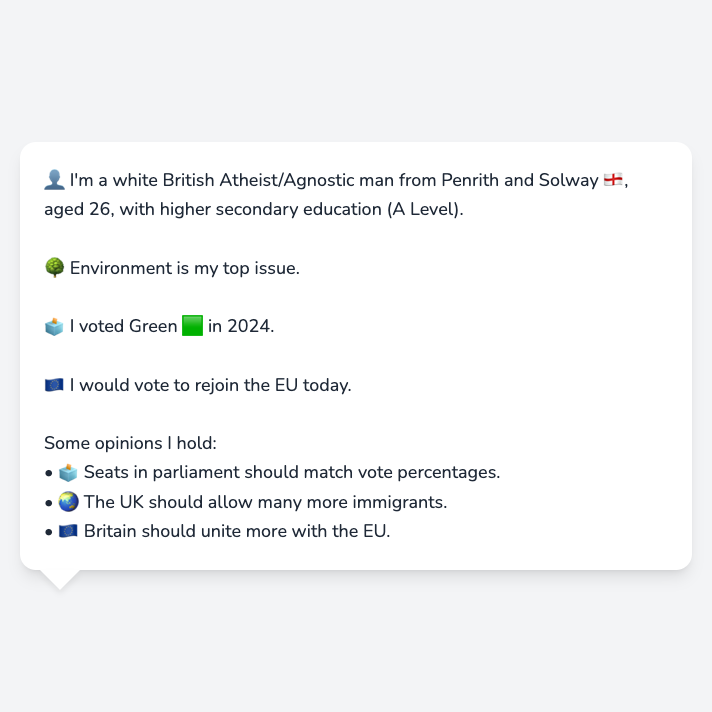 👤 I'm a white British Atheist/Agnostic man from Penrith and Solway 🏴󠁧󠁢󠁥󠁮󠁧󠁿,
aged 26, with higher secondary education (A Level).
🌳 Environment is my top issue.
🗳️ I voted Green 🟩 in 2024.
🇪🇺 I would vote to rejoin the EU today.
Some opinions I hold:
• 🗳️ Seats in parliament should match vote percentages.
• 🌏 The UK should allow many more immigrants.
• 🇪🇺 Britain should unite more with the EU.